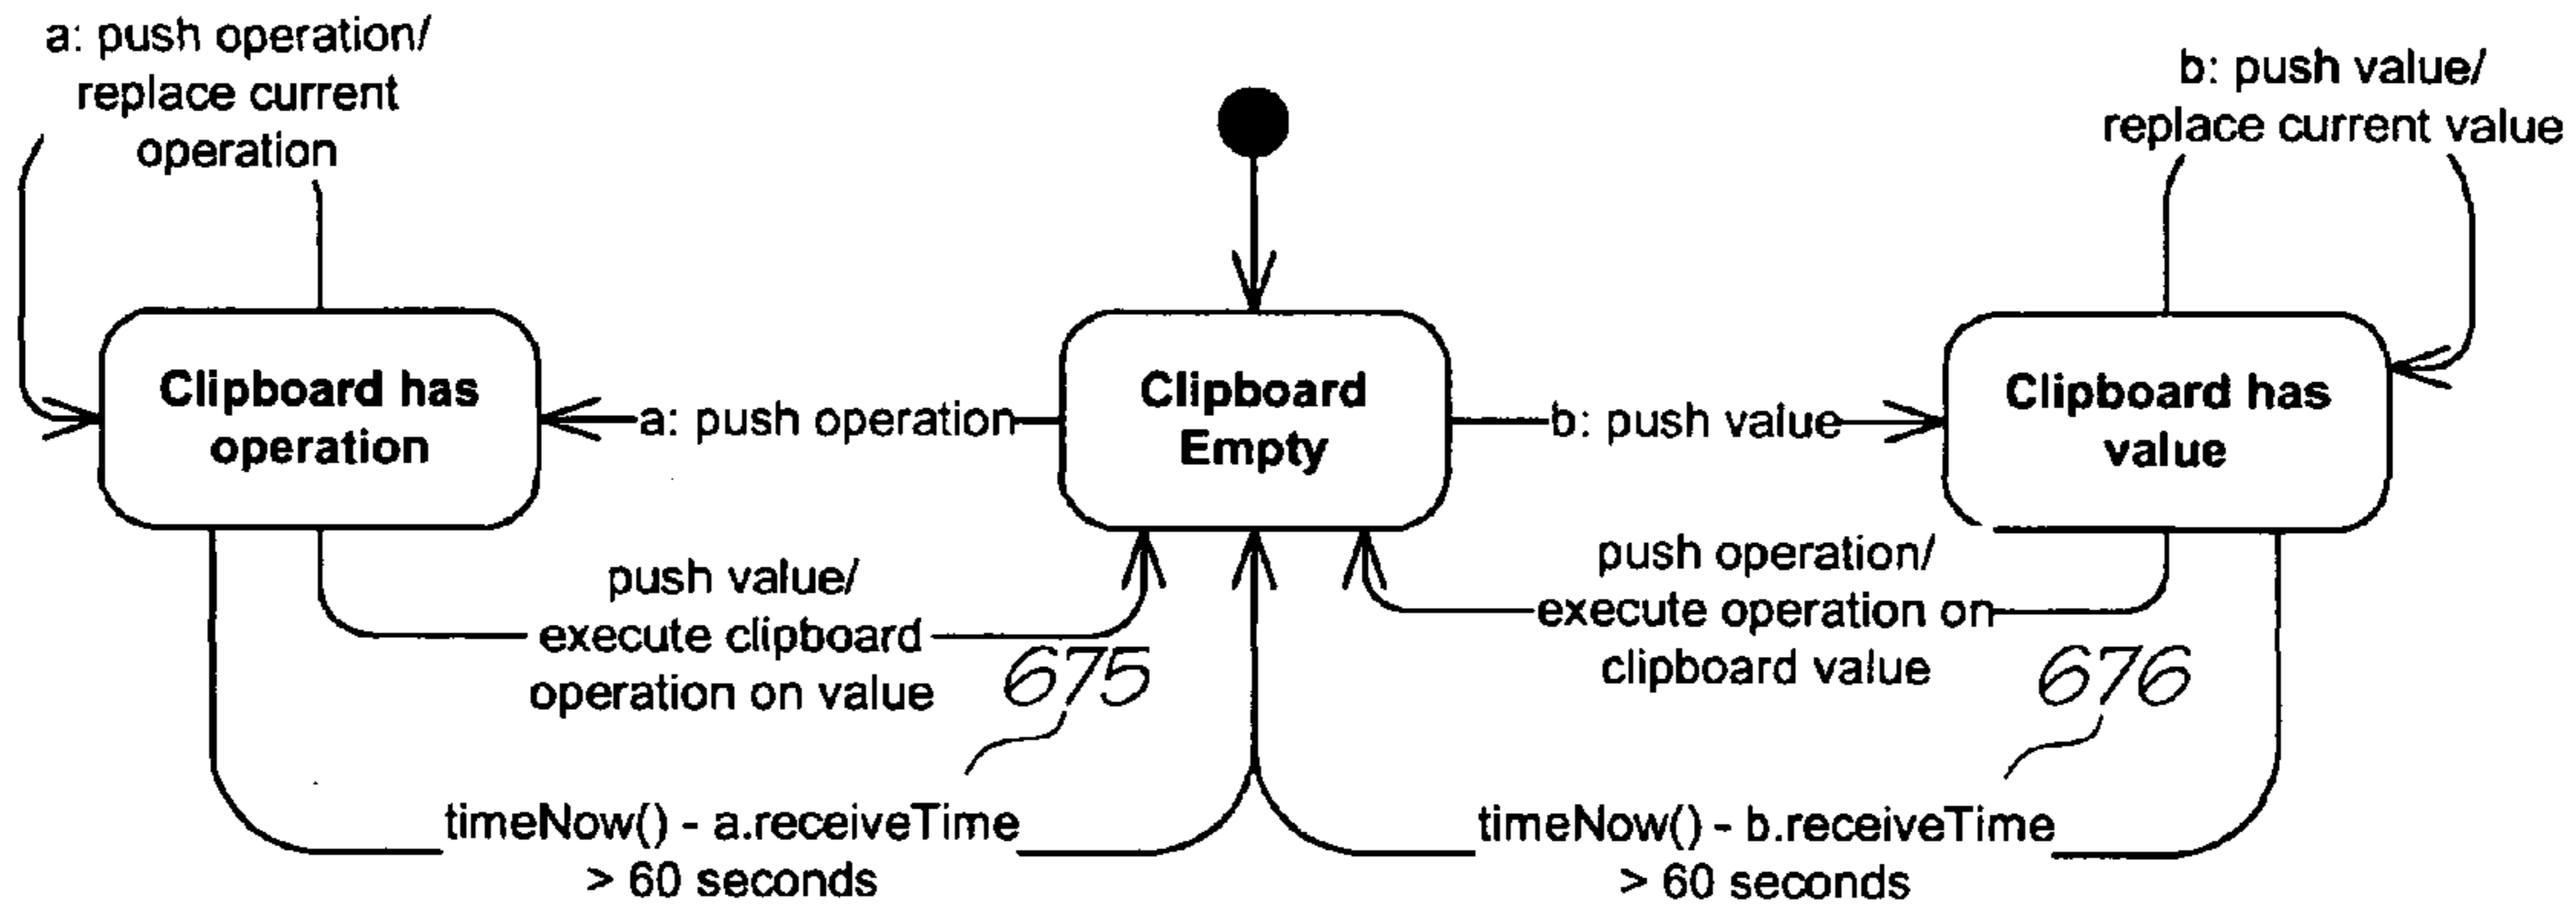 a: push operation/
replace current
operation
b: push value/
replace current value
Clipboard has
operation
a: push operation
Clipboard
Empty
b: push value
Clipboard has
value
push value/
execute clipboard
operation on value
675
push operation/
execute operation on
clipboard value
676
timeNow() - a.receiveTime
> 60 seconds
timeNow() - b.receiveTime
> 60 seconds